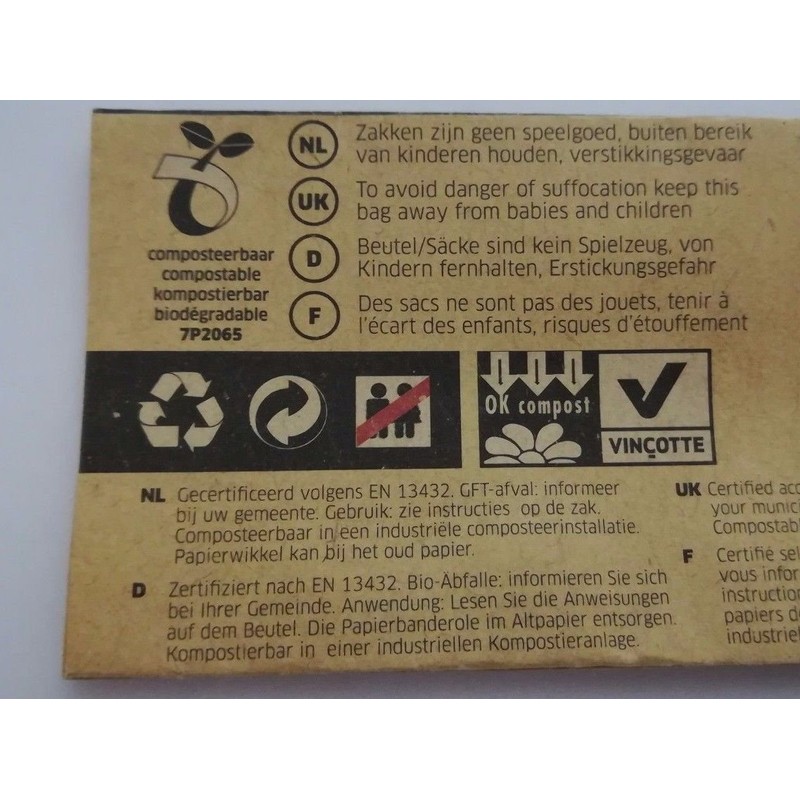 composteerbaar
compostable
kompostierbar
biodégradable
7P2065
NL
Zakken zijn geen speelgoed, buiten bereik
van kinderen houden, verstikkingsgevaar
UK
To avoid danger of suffocation keep this
bag away from babies and children
D
Beutel/Säcke sind kein Spielzeug, von
Kindern fernhalten, Erstickungsgefahr
F
Des sacs ne sont pas des jouets, tenir à
l'écart des enfants, risques d'étouffement
OK compost
VINÇOTTE
NL Gecertificeerd volgens EN 13432. GFT-afval: informeer
bij uw gemeente. Gebruik: zie instructies op de zak.
Composteerbaar in een industriële composteerinstallatie.
Papierwikkel kan bij het oud papier.
D Zertifiziert nach EN 13432. Bio-Abfalle: informieren Sie sich
bei Ihrer Gemeinde. Anwendung: Lesen Sie die Anweisungen
auf dem Beutel. Die Papierbanderole im Altpapier entsorgen.
Kompostierbar in einer industriellen Kompostieranlage.
UK Certified
your
F Certifié
vous
papiers